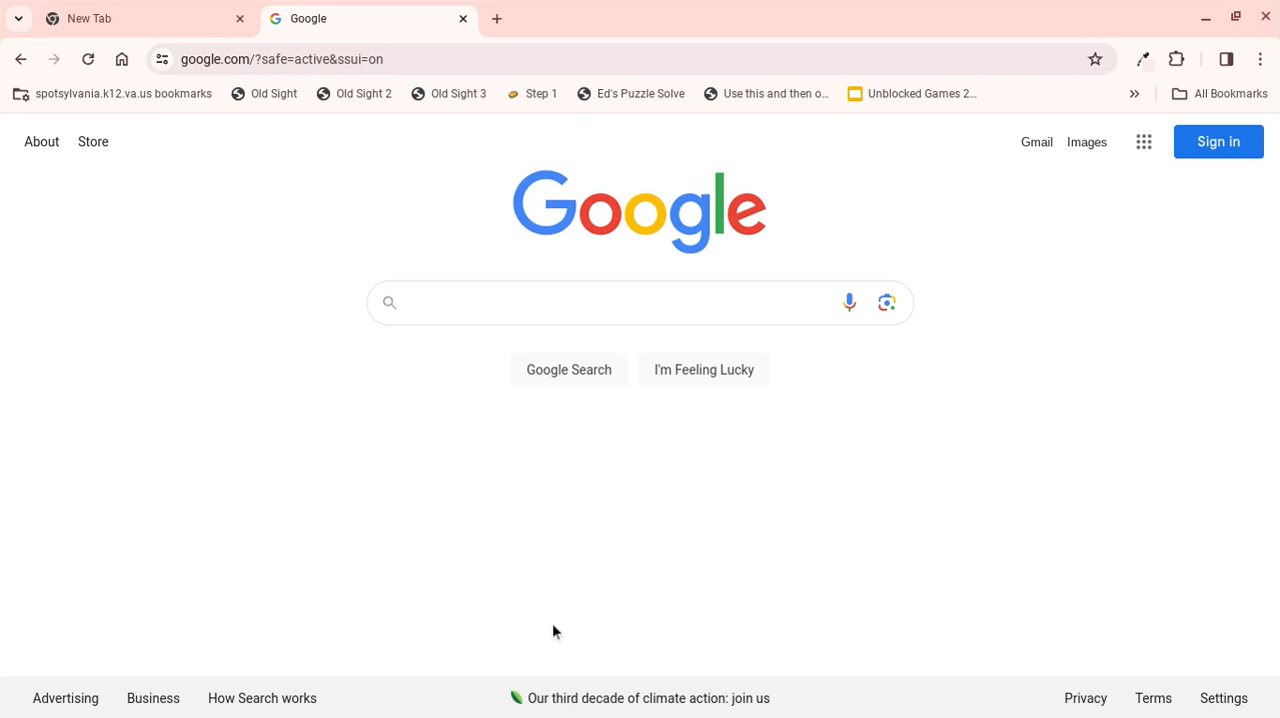 New Tab
Google
google.com/?safe=active&ssui=on
spotsylvania.k12.va.us bookmarks Old Sight Old Sight 2 Old Sight 3 Step 1 Ed's Puzzle Solve Use this and then o... Unblocked Games 2... All Bookmarks
About Store Gmail Images Sign in
Google
Google Search I'm Feeling Lucky
Advertising Business How Search works Our third decade of climate action: join us Privacy Terms Settings